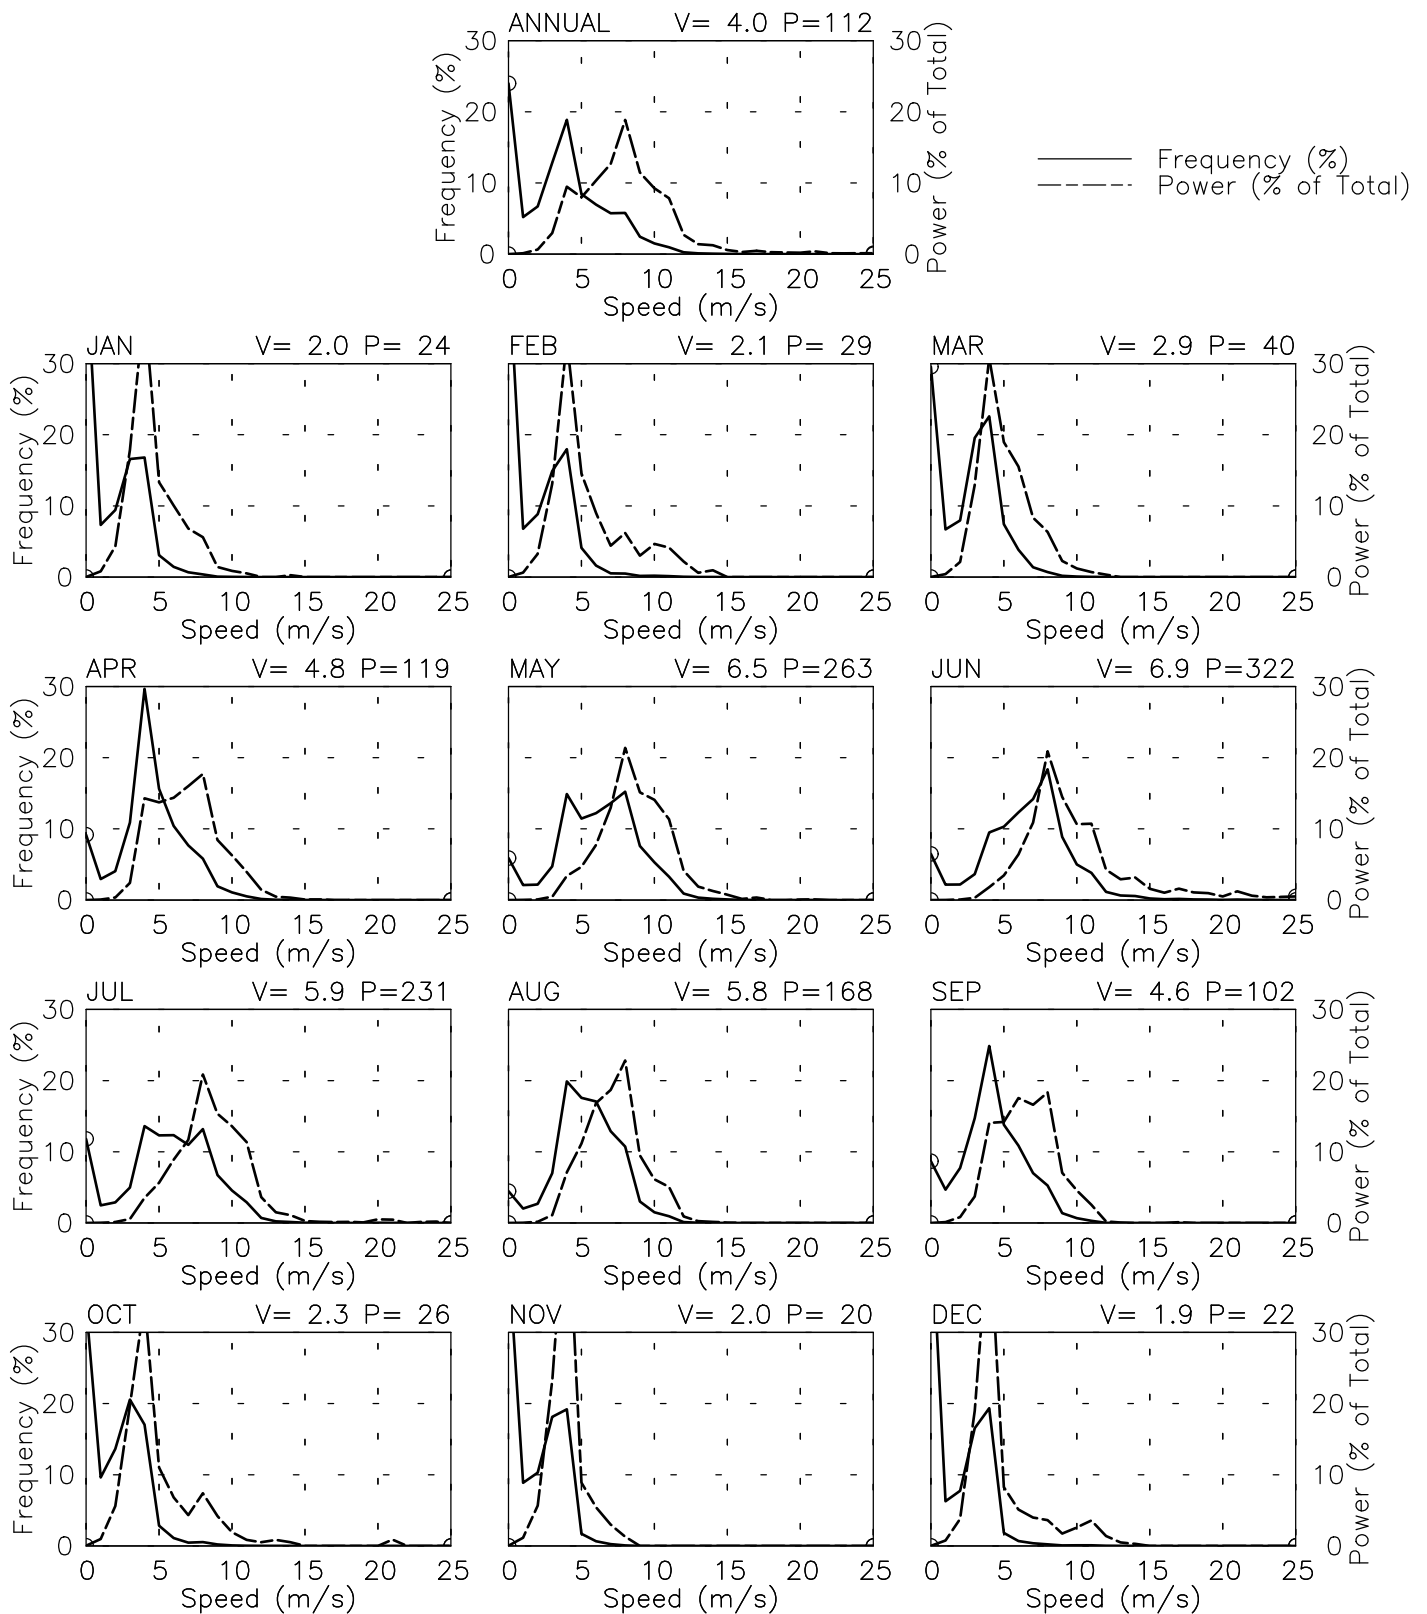 ANNUAL V= 4.0 P=112
Frequency (%)
30
20
10
0
30
20
10
0
Power (% of Total)
0 5 10 15 20 25
Speed (m/s)
Frequency (%)
Power (% of Total)
JAN V= 2.0 P= 24
FEB V= 2.1 P= 29
MAR V= 2.9 P= 40
Frequency (%)
30
20
10
0
30
20
10
0
Power (% of Total)
0 5 10 15 20 25
0 5 10 15 20 25
0 5 10 15 20 25
Speed (m/s)
Speed (m/s)
Speed (m/s)
APR V= 4.8 P=119
MAY V= 6.5 P=263
JUN V= 6.9 P=322
Frequency (%)
30
20
10
0
30
20
10
0
Power (% of Total)
0 5 10 15 20 25
0 5 10 15 20 25
0 5 10 15 20 25
Speed (m/s)
Speed (m/s)
Speed (m/s)
JUL V= 5.9 P=231
AUG V= 5.8 P=168
SEP V= 4.6 P=102
Frequency (%)
30
20
10
0
30
20
10
0
Power (% of Total)
0 5 10 15 20 25
0 5 10 15 20 25
0 5 10 15 20 25
Speed (m/s)
Speed (m/s)
Speed (m/s)
OCT V= 2.3 P= 26
NOV V= 2.0 P= 20
DEC V= 1.9 P= 22
Frequency (%)
30
20
10
0
30
20
10
0
Power (% of Total)
0 5 10 15 20 25
0 5 10 15 20 25
0 5 10 15 20 25
Speed (m/s)
Speed (m/s)
Speed (m/s)